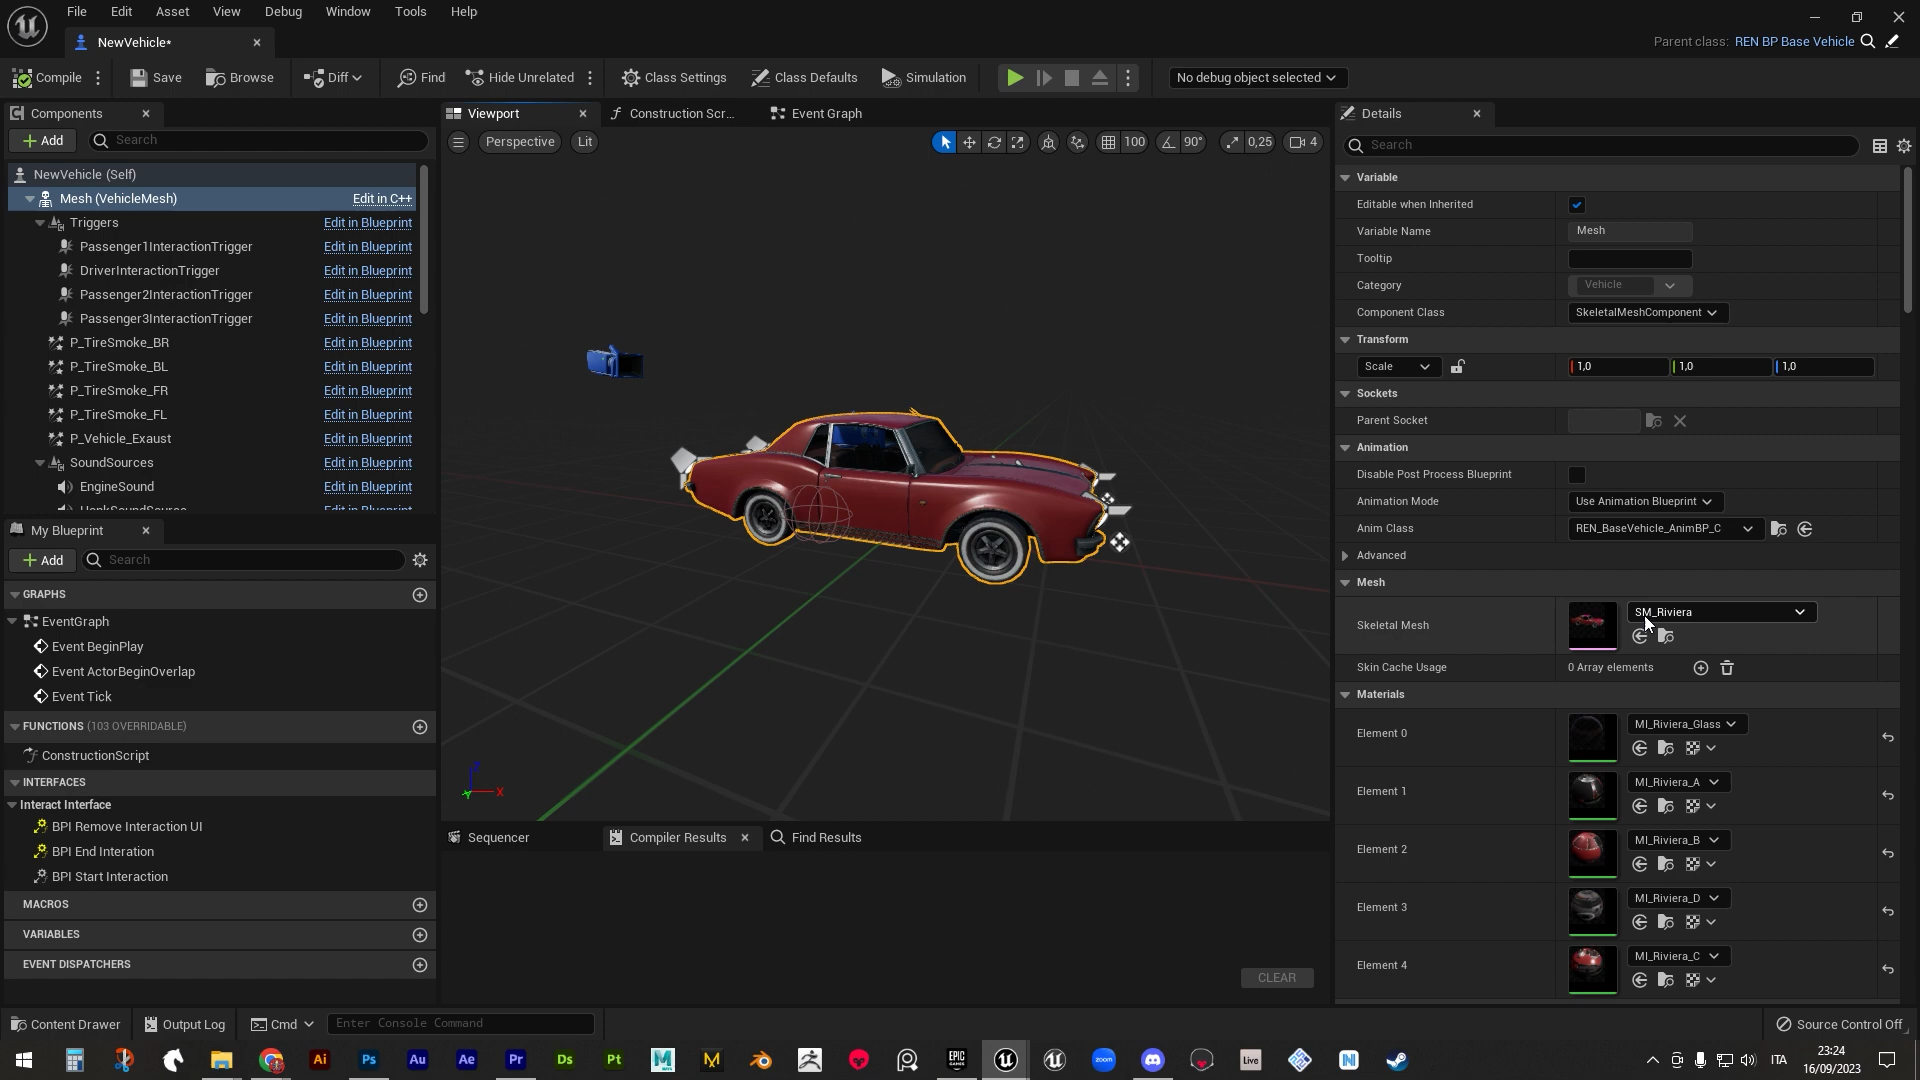 File Edit Asset View Debug Window Tools Help
NewVehicle*
Parent class: REN BP Base Vehicle
Compile Save Browse Diff Find Hide Unrelated Class Settings Class Defaults Simulation No debug object selected
Components
Add Search
NewVehicle (Self)
Mesh (VehicleMesh) Edit in C++
Triggers Edit in Blueprint
Passenger1InteractionTrigger Edit in Blueprint
DriverInteractionTrigger Edit in Blueprint
Passenger2InteractionTrigger Edit in Blueprint
Passenger3InteractionTrigger Edit in Blueprint
P_TireSmoke_BR Edit in Blueprint
P_TireSmoke_BL Edit in Blueprint
P_TireSmoke_FR Edit in Blueprint
P_TireSmoke_FL Edit in Blueprint
P_Vehicle_Exaust Edit in Blueprint
SoundSources Edit in Blueprint
EngineSound Edit in Blueprint
My Blueprint
Add Search
GRAPHS
EventGraph
Event BeginPlay
Event ActorBeginOverlap
Event Tick
FUNCTIONS (103 OVERRIDABLE)
ConstructionScript
INTERFACES
Interact Interface
BPI Remove Interaction UI
BPI End Interation
BPI Start Interaction
MACROS
VARIABLES
EVENT DISPATCHERS
Viewport Construction Scr... Event Graph
Perspective Lit 100 90° 0,25 4
X
Sequencer Compiler Results Find Results
CLEAR
Details
Search
Variable
Editable when Inherited
Variable Name Mesh
Tooltip
Category Vehicle
Component Class SkeletalMeshComponent
Transform
Scale 1,0 1,0 1,0
Sockets
Parent Socket
Animation
Disable Post Process Blueprint
Animation Mode Use Animation Blueprint
Anim Class REN_BaseVehicle_AnimBP_C
Advanced
Mesh
Skeletal Mesh SM_Riviera
Skin Cache Usage 0 Array elements
Materials
Element 0 MI_Riviera_Glass
Element 1 MI_Riviera_A
Element 2 MI_Riviera_B
Element 3 MI_Riviera_D
Element 4 MI_Riviera_C
Content Drawer Output Log Cmd Enter Console Command Source Control Off
Ai Ps Au Ae Pr Ds Pt M EPIC GAMES zoom Live N ITA
23:24
16/09/2023